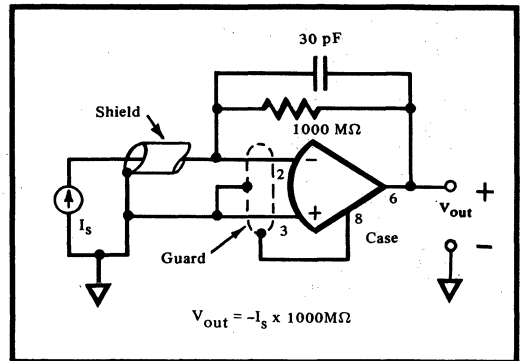 30 pF
1000 MΩ
Shield
2
−
+
3
6
8
Case
Guard
Is
Vout
+
−
Vout = −Is x 1000MΩ